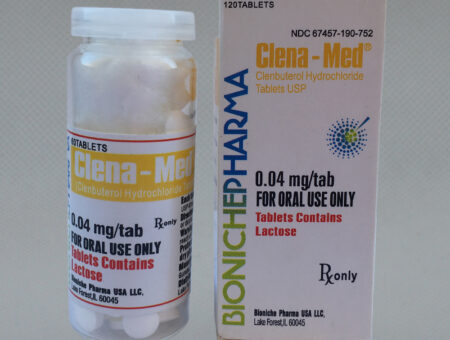 60TABLETS
Clena-Med
Clenbuterol Hydrochloride
0.04 mg/tab
Rx only
FOR ORAL USE ONLY
Tablets Contains
Lactose
Bioniche Pharma USA LLC,
Lake Forest,IL 60045
120TABLETS
NDC 67457-190-752
Clena-Med®
Clenbuterol Hydrochloride
Tablets USP
BIONICHEPHARMA
0.04 mg/tab
FOR ORAL USE ONLY
Tablets Contains
Lactose
Rx only
Bioniche Pharma USA LLC,
Lake Forest,IL 60045